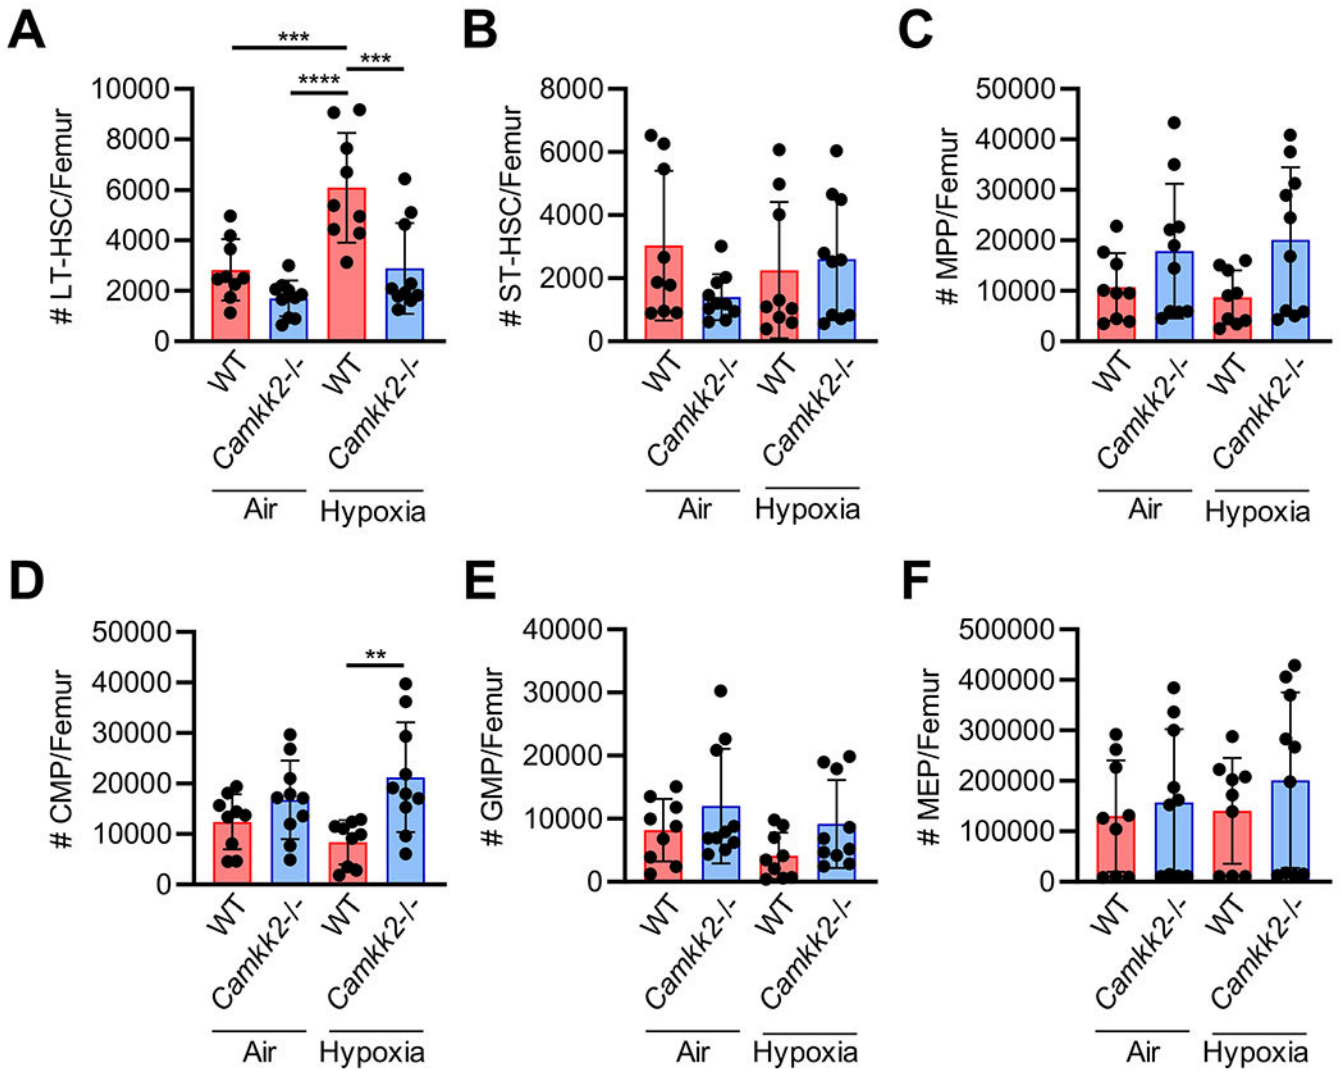 A
***
***
****
# LT-HSC/Femur
10000
8000
6000
4000
2000
0
WT
Camkk2-/-
WT
Camkk2-/-
Air
Hypoxia
B
# ST-HSC/Femur
8000
6000
4000
2000
0
WT
Camkk2-/-
WT
Camkk2-/-
Air
Hypoxia
C
# MPP/Femur
50000
40000
30000
20000
10000
0
WT
Camkk2-/-
WT
Camkk2-/-
Air
Hypoxia
D
**
# CMP/Femur
50000
40000
30000
20000
10000
0
WT
Camkk2-/-
WT
Camkk2-/-
Air
Hypoxia
E
# GMP/Femur
40000
30000
20000
10000
0
WT
Camkk2-/-
WT
Camkk2-/-
Air
Hypoxia
F
# MEP/Femur
500000
400000
300000
200000
100000
0
WT
Camkk2-/-
WT
Camkk2-/-
Air
Hypoxia